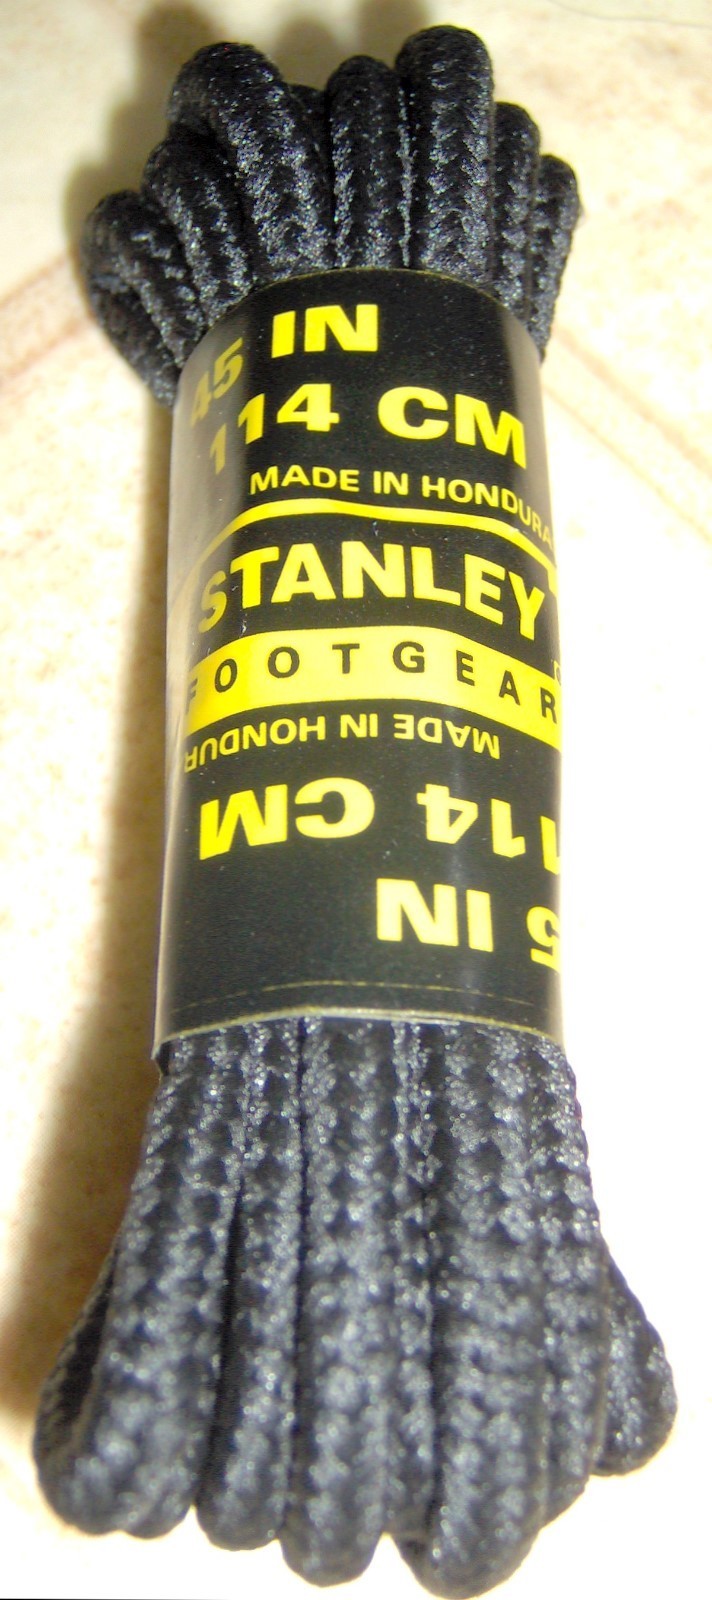 45 IN
114 CM
MADE IN HONDURA
STANLEY
FOOTGEAR
MADE IN HONDUR
114 CM
5 IN